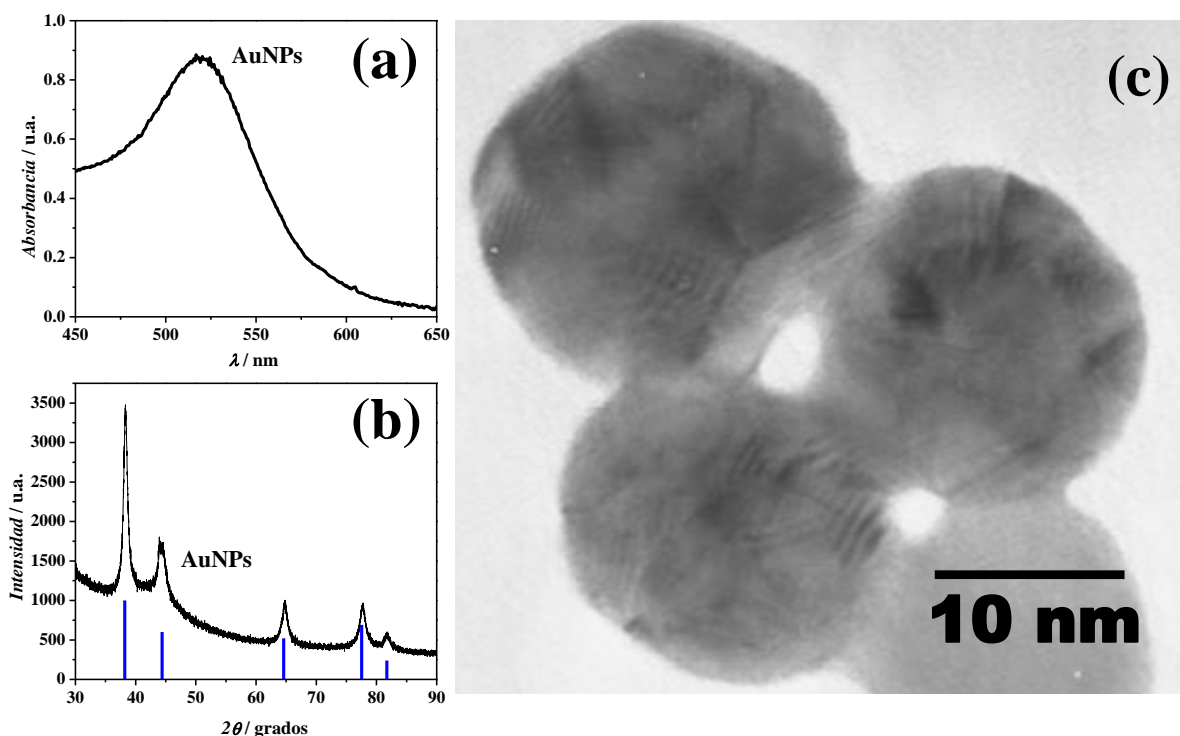 (a)
AuNPs
Absorbancia / u.a.
1.0
0.8
0.6
0.4
0.2
0.0
450 500 550 600 650
λ / nm
(b)
AuNPs
Intensidad / u.a.
3500
3000
2500
2000
1500
1000
500
0
30 40 50 60 70 80 90
2θ / grados
(c)
10 nm